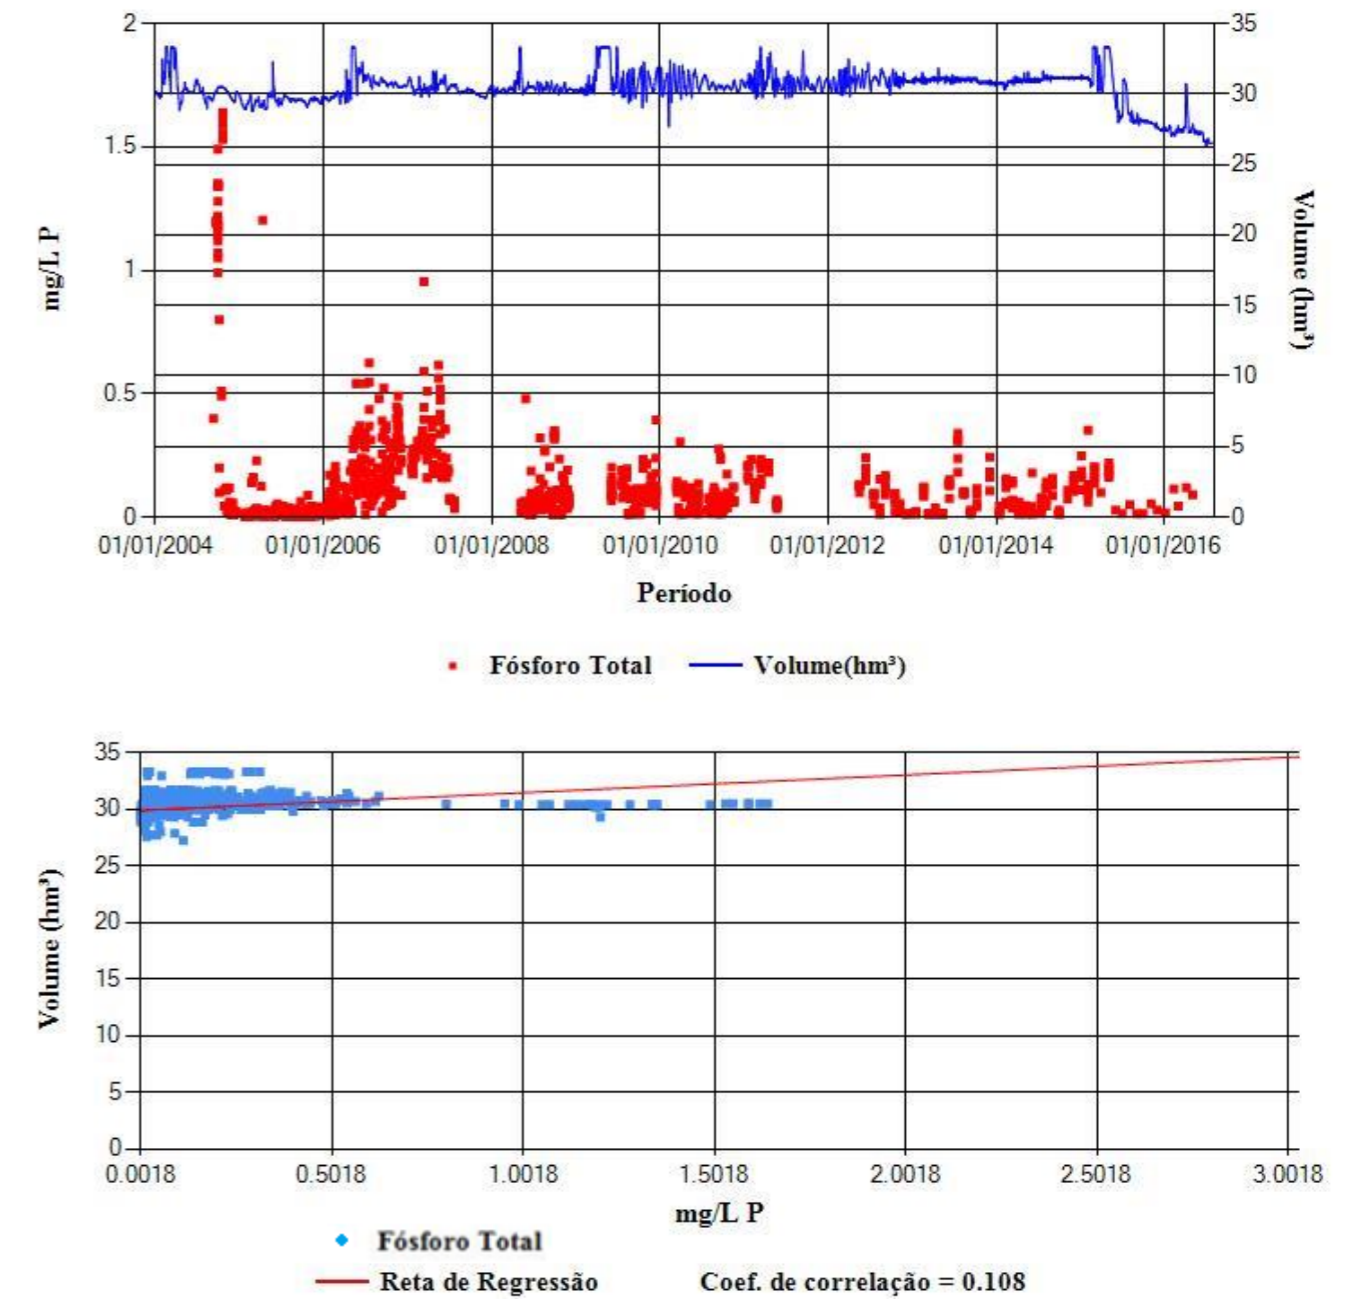 2
1.5
1
0.5
0
mg/L P
35
30
25
20
15
10
5
0
Volume (hm³)
01/01/2004 01/01/2006 01/01/2008 01/01/2010 01/01/2012 01/01/2014 01/01/2016
Período
Fósforo Total Volume(hm³)
35
30
25
20
15
10
5
0
Volume (hm³)
0.0018 0.5018 1.0018 1.5018 2.0018 2.5018 3.0018
mg/L P
Fósforo Total
Reta de Regressão Coef. de correlação = 0.108